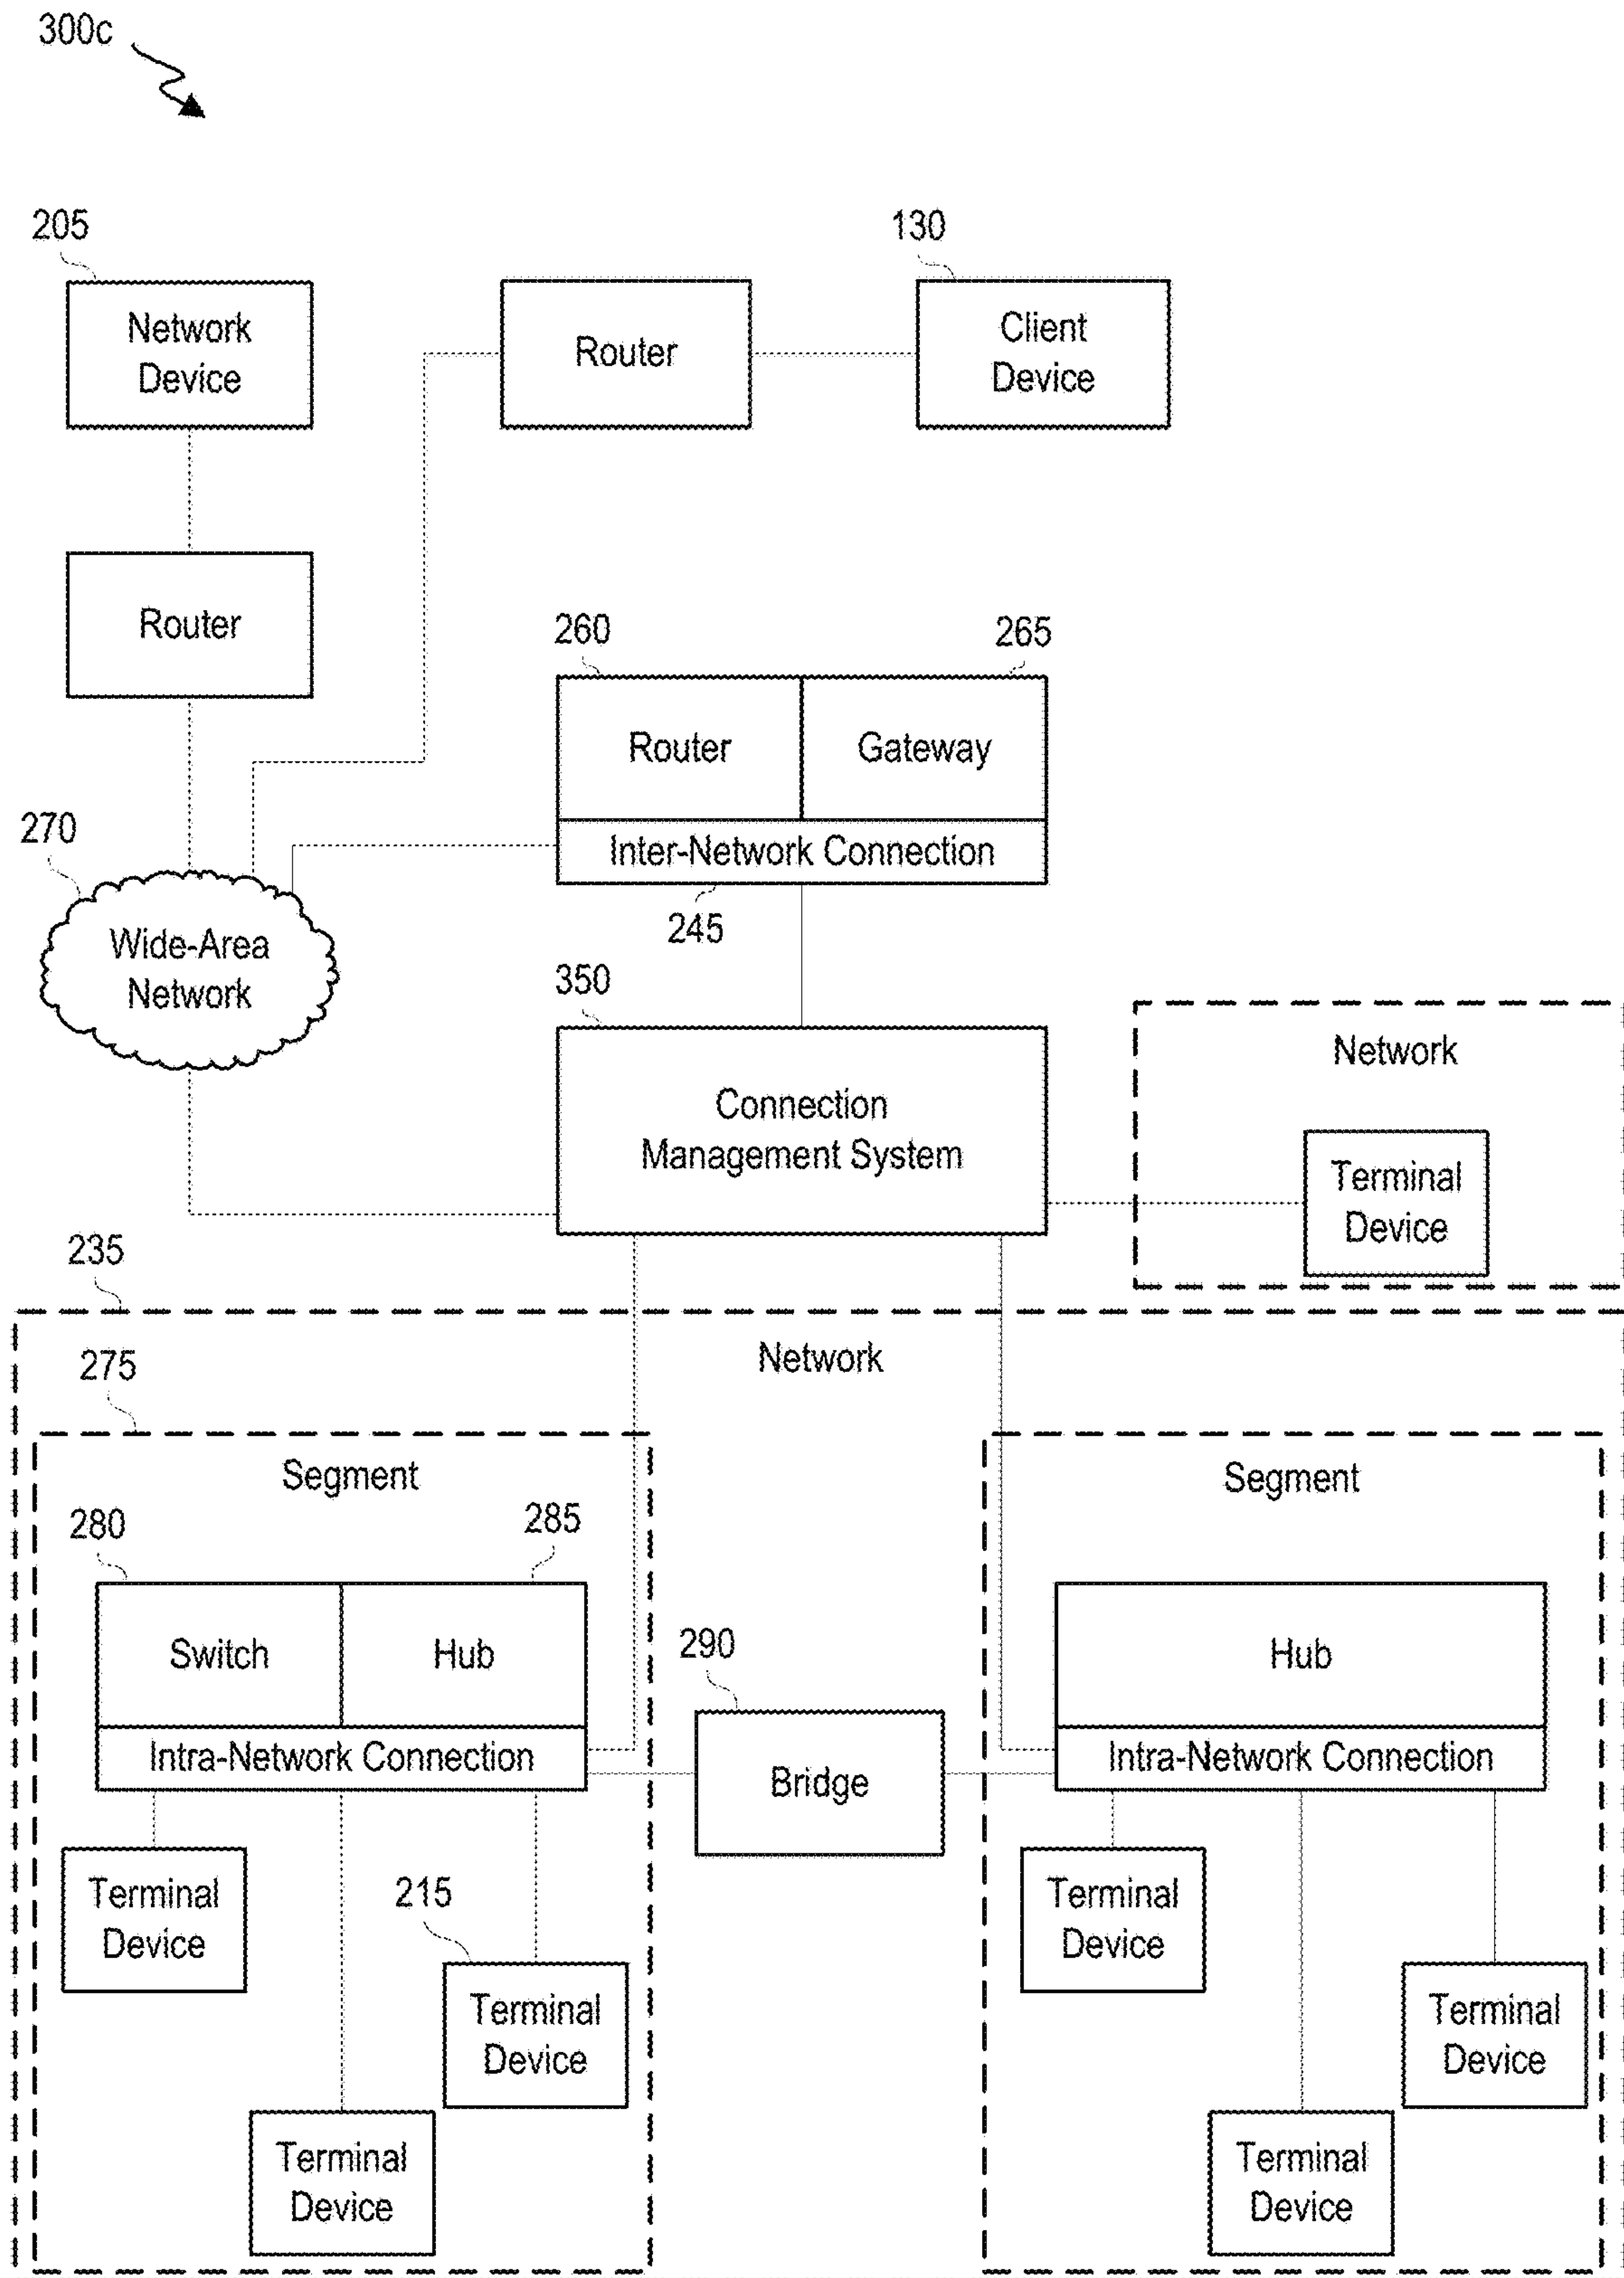 300c
205
130
Network
Device
Router
Client
Device
Router
260
265
Router
Gateway
Inter-Network Connection
245
270
Wide-Area
Network
350
Connection
Management System
Network
Terminal
Device
235
Network
275
Segment
Segment
280
285
Switch
Hub
Intra-Network Connection
290
Bridge
Hub
Intra-Network Connection
Terminal
Device
215
Terminal
Device
Terminal
Device
Terminal
Device
Terminal
Device
Terminal
Device